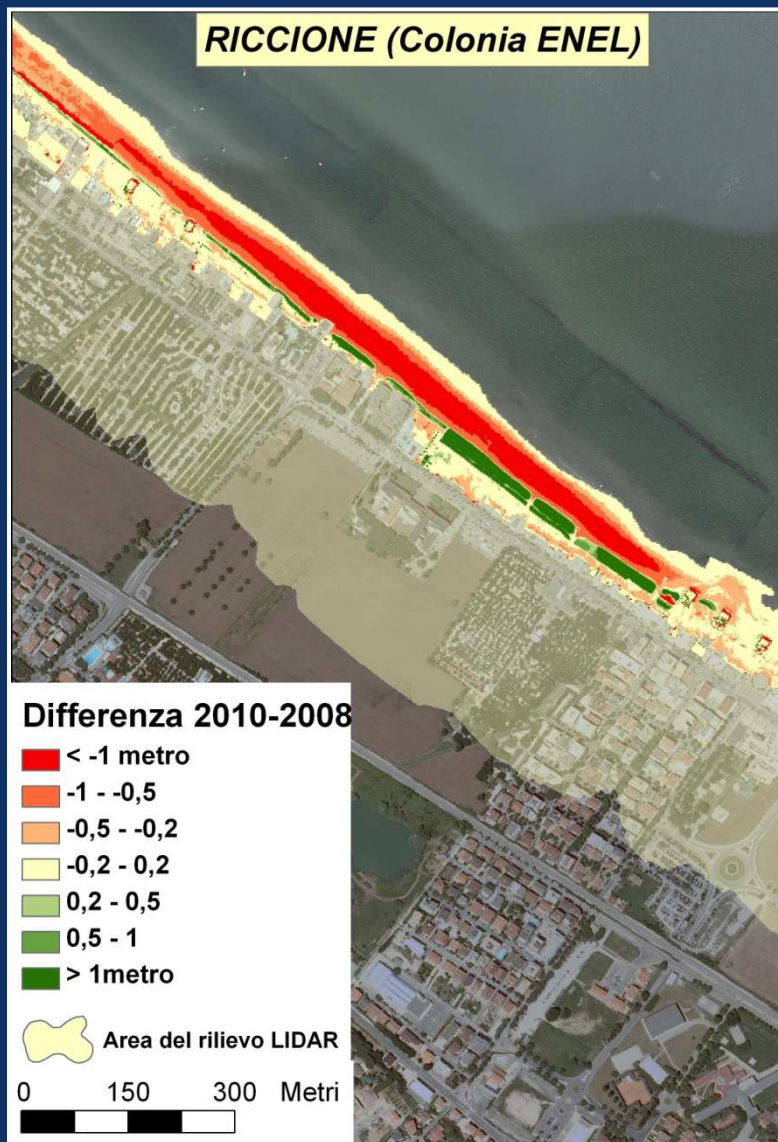 RICCIONE (Colonia ENEL)
Differenza 2010-2008
< -1 metro
-1 - -0,5
-0,5 - -0,2
-0,2 - 0,2
0,2 - 0,5
0,5 - 1
> 1metro
Area del rilievo LIDAR
0 150 300 Metri